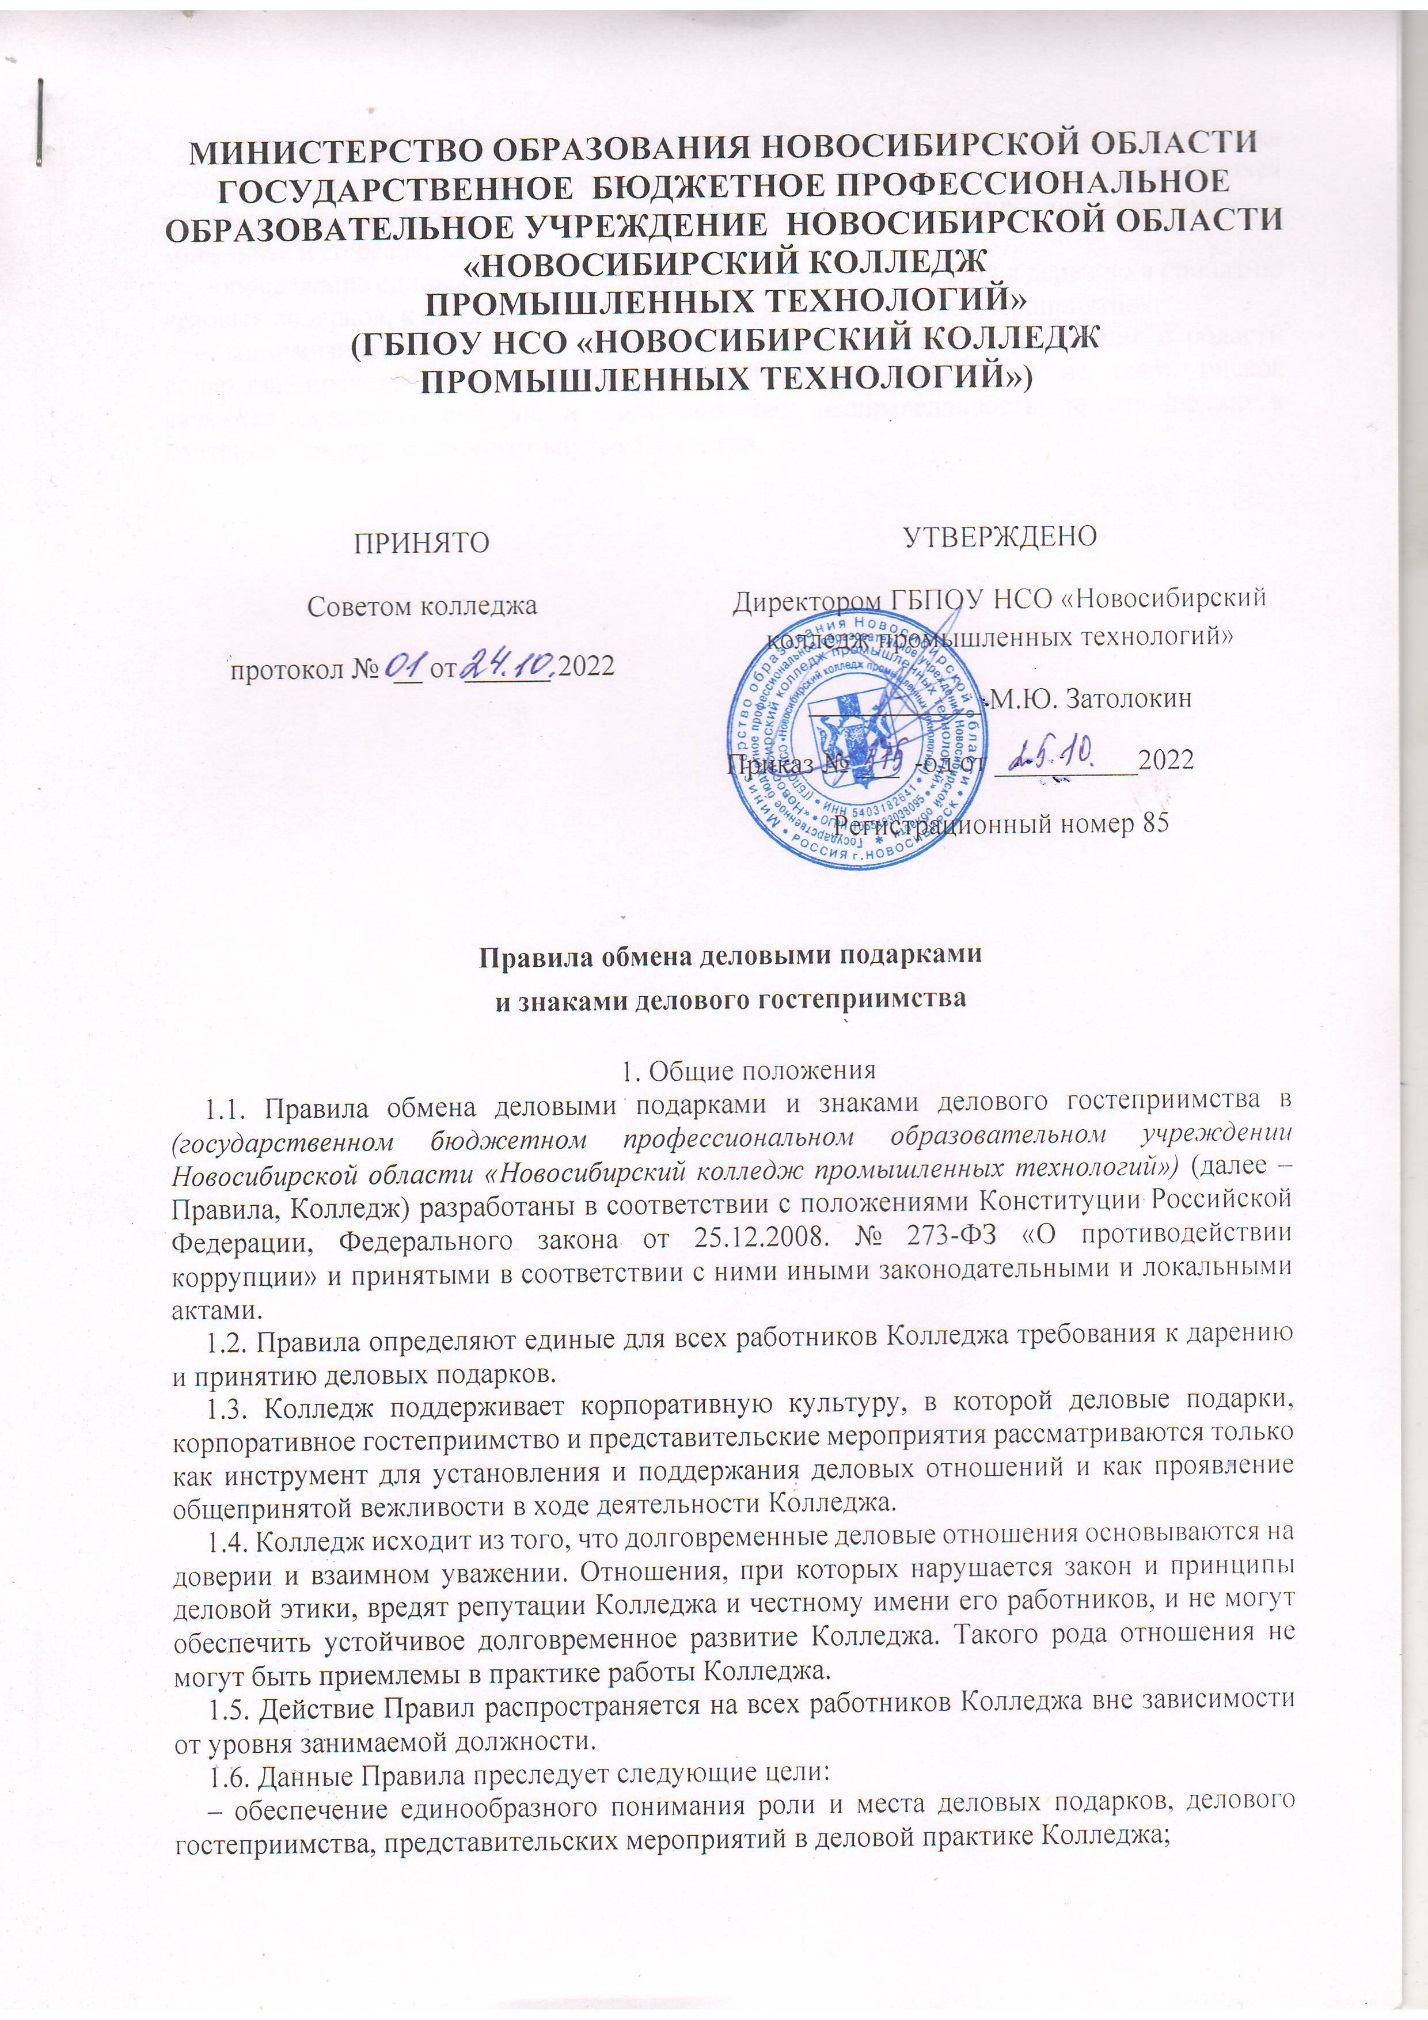 МИНИСТЕРСТВО ОБРАЗОВАНИЯ НОВОСИБИРСКОЙ ОБЛАСТИ
ГОСУДАРСТВЕННОЕ БЮДЖЕТНОЕ ПРОФЕССИОНАЛЬНОЕ
ОБРАЗОВАТЕЛЬНОЕ УЧРЕЖДЕНИЕ НОВОСИБИРСКОЙ ОБЛАСТИ
«НОВОСИБИРСКИЙ КОЛЛЕДЖ
ПРОМЫШЛЕННЫХ ТЕХНОЛОГИЙ»
(ГБПОУ НСО «НОВОСИБИРСКИЙ КОЛЛЕДЖ
ПРОМЫШЛЕННЫХ ТЕХНОЛОГИЙ»)
ПРИНЯТО
Советом колледжа
протокол № 01 от 24.10.2022
УТВЕРЖДЕНО
Директором ГБПОУ НСО «Новосибирский
колледж промышленных технологий»
М.Ю. Затолокин
Приказ № -од от 25.10. 2022
Регистрационный номер 85
Правила обмена деловыми подарками
и знаками делового гостеприимства
1. Общие положения
1.1. Правила обмена деловыми подарками и знаками делового гостеприимства в
(государственном бюджетном профессиональном образовательном учреждении
Новосибирской области «Новосибирский колледж промышленных технологий») (далее –
Правила, Колледж) разработаны в соответствии с положениями Конституции Российской
Федерации, Федерального закона от 25.12.2008. № 273-ФЗ «О противодействии
коррупции» и принятыми в соответствии с ними иными законодательными и локальными
актами.
1.2. Правила определяют единые для всех работников Колледжа требования к дарению
и принятию деловых подарков.
1.3. Колледж поддерживает корпоративную культуру, в которой деловые подарки,
корпоративное гостеприимство и представительские мероприятия рассматриваются только
как инструмент для установления и поддержания деловых отношений и как проявление
общепринятой вежливости в ходе деятельности Колледжа.
1.4. Колледж исходит из того, что долговременные деловые отношения основываются на
доверии и взаимном уважении. Отношения, при которых нарушается закон и принципы
деловой этики, вредят репутации Колледжа и честному имени его работников, и не могут
обеспечить устойчивое долговременное развитие Колледжа. Такого рода отношения не
могут быть приемлемы в практике работы Колледжа.
1.5. Действие Правил распространяется на всех работников Колледжа вне зависимости
от уровня занимаемой должности.
1.6. Данные Правила преследует следующие цели:
– обеспечение единообразного понимания роли и места деловых подарков, делового
гостеприимства, представительских мероприятий в деловой практике Колледжа;